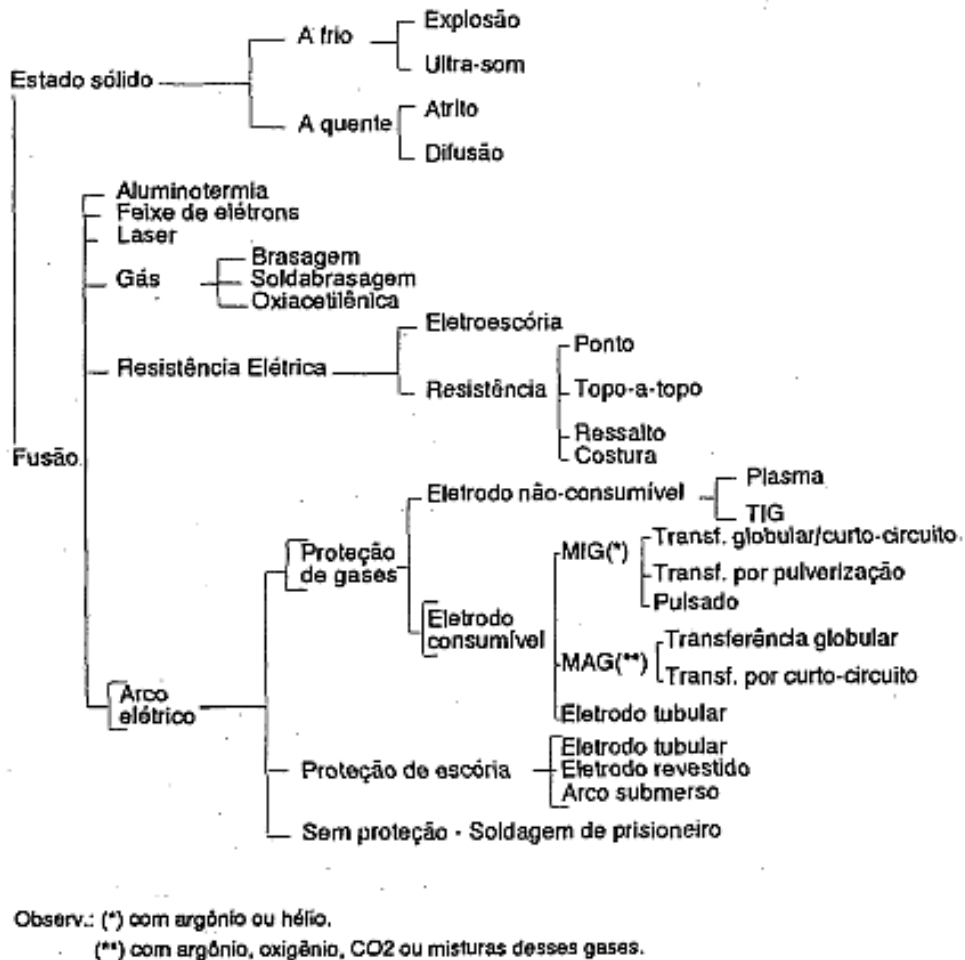 A frio
Explosão
Ultra-som
Estado sólido
A quente
Atrito
Difusão
Aluminotermia
Feixe de elétrons
Laser
Gás
Brasagem
Soldabrasagem
Oxiacetilênica
Resistência Elétrica
Eletroescória
Resistência
Ponto
Topo-a-topo
Ressalto
Costura
Fusão
Eletrodo não-consumível
Plasma
TIG
Proteção
de gases
MIG(*)
Transf. globular/curto-circuito
Transf. por pulverização
Pulsado
Eletrodo
consumível
MAG(**)
Transferência globular
Transf. por curto-circuito
Eletrodo tubular
Arco
elétrico
Proteção de escória
Eletrodo tubular
Eletrodo revestido
Arco submerso
Sem proteção - Soldagem de prisioneiro
Observ.: (*) com argônio ou hélio.
(**) com argônio, oxigênio, CO2 ou misturas desses gases.